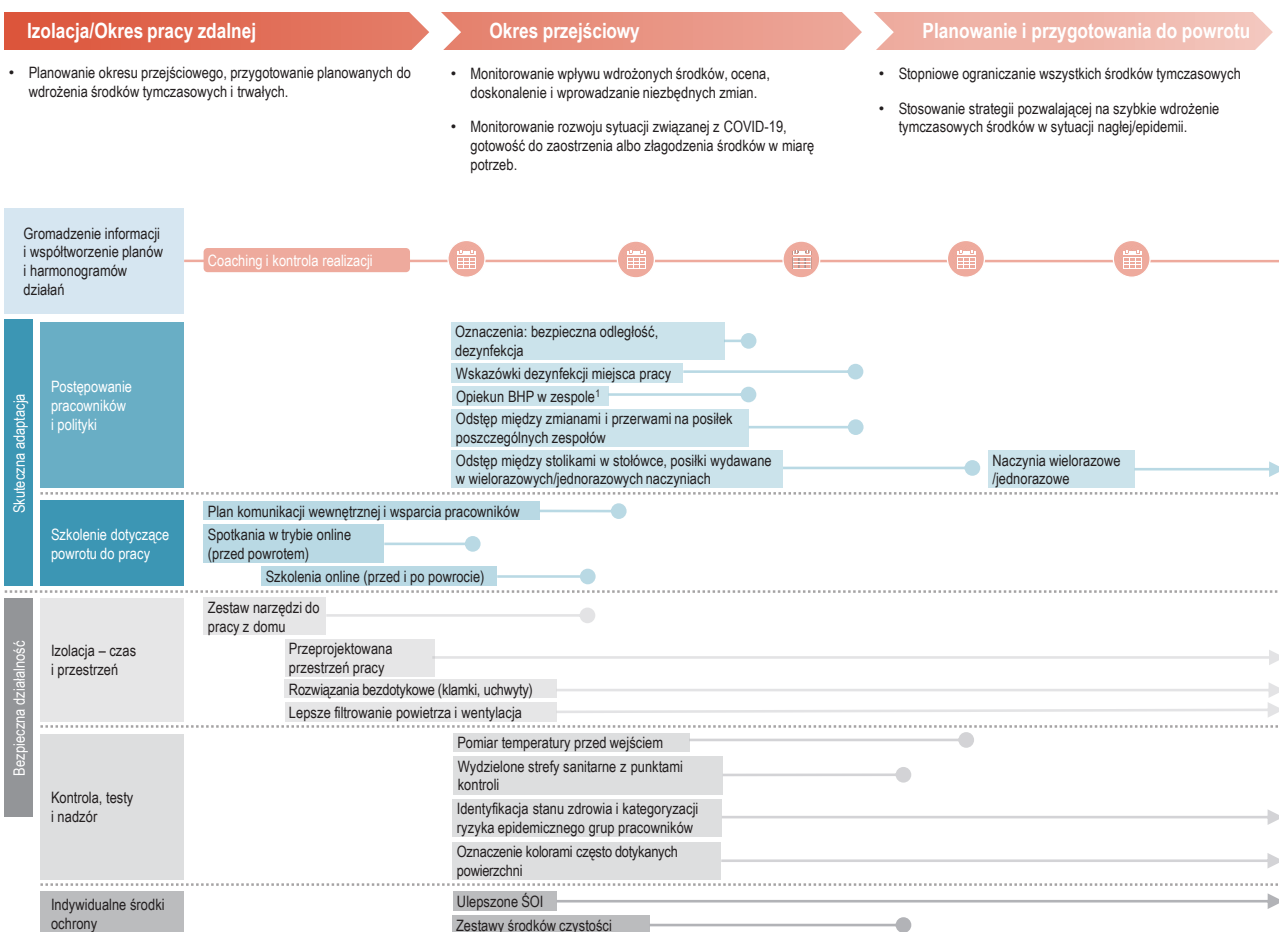 Izolacja/Okres pracy zdalnej
Okres przejściowy
Planowanie i przygotowania do powrotu
• Planowanie okresu przejściowego, przygotowanie planowanych do
wdrożenia środków tymczasowych i trwałych.
• Monitorowanie wpływu wdrożonych środków, ocena,
doskonalenie i wprowadzanie niezbędnych zmian.
• Monitorowanie rozwoju sytuacji związanej z COVID-19,
gotowość do zaostrzenia albo złagodzenia środków w miarę
potrzeb.
• Stopniowe ograniczanie wszystkich środków tymczasowych
• Stosowanie strategii pozwalającej na szybkie wdrożenie
tymczasowych środków w sytuacji nagłej/epidemii.
Gromadzenie informacji
i współtworzenie planów
i harmonogramów
działań
Coaching i kontrola realizacji
Skuteczna adaptacja
Postępowanie
pracowników
i polityki
Oznaczenia: bezpieczna odległość,
dezynfekcja
Wskazówki dezynfekcji miejsca pracy
Opiekun BHP w zespole¹
Odstęp między zmianami i przerwami na posiłek
poszczególnych zespołów
Odstęp między stolikami w stołówce, posiłki wydawane
w wielorazowych/jednorazowych naczyniach
Naczynia wielorazowe
/jednorazowe
Szkolenie dotyczące
powrotu do pracy
Plan komunikacji wewnętrznej i wsparcia pracowników
Spotkania w trybie online
(przed powrotem)
Szkolenia online (przed i po powrocie)
Bezpieczna działalność
Izolacja – czas
i przestrzeń
Zestaw narzędzi do
pracy z domu
Przeprojektowana
przestrzeń pracy
Rozwiązania bezdotykowe (klamki, uchwyty)
Lepsze filtrowanie powietrza i wentylacja
Kontrola, testy
i nadzór
Pomiar temperatury przed wejściem
Wydzielone strefy sanitarne z punktami
kontroli
Identyfikacja stanu zdrowia i kategoryzacji
ryzyka epidemicznego grup pracowników
Oznaczenie kolorami często dotykanych
powierzchni
Indywidualne środki
ochrony
Ulepszone ŚOI
Zestawy środków czystości